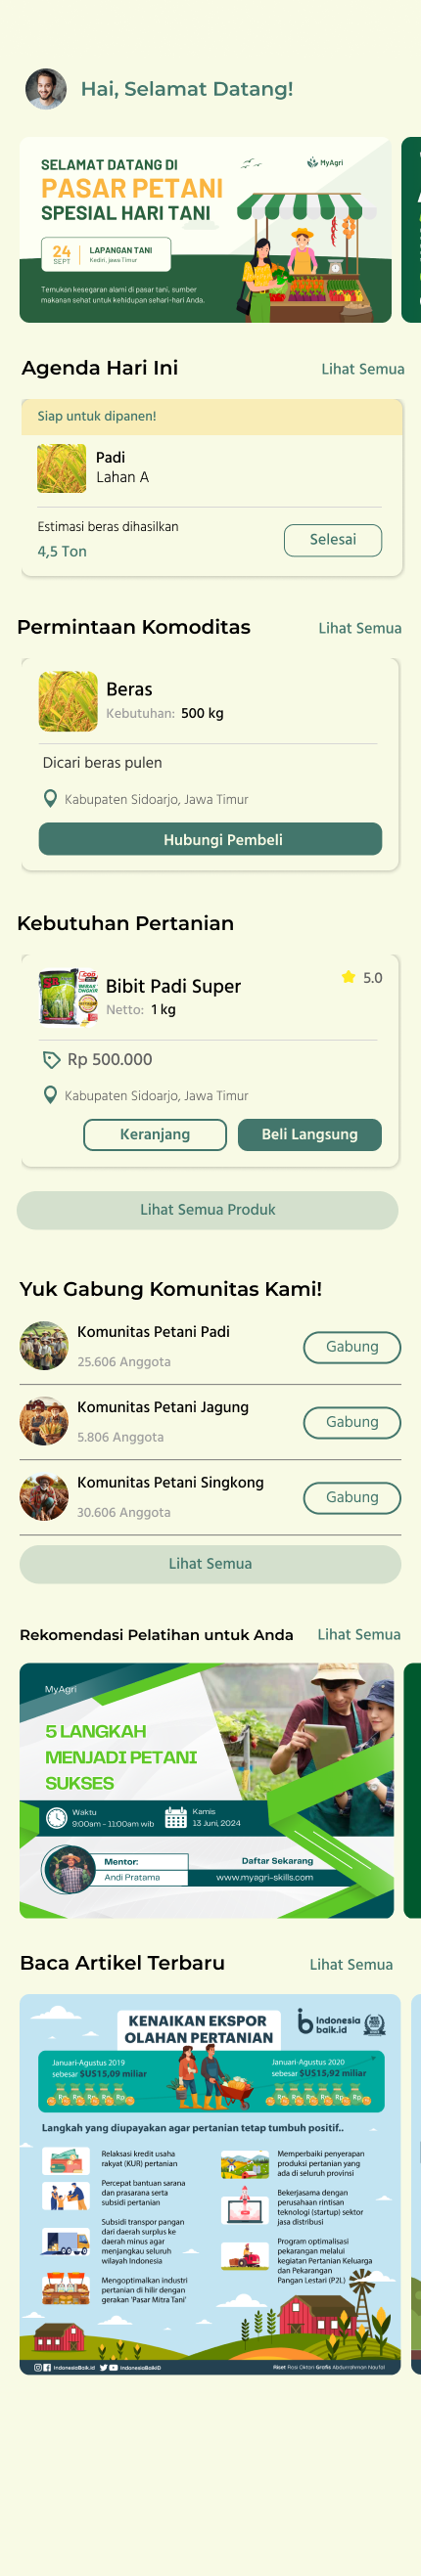 Hai, Selamat Datang!
SELAMAT DATANG DI
PASAR PETANI
SPESIAL HARI TANI
MyAgri
24
SEPT
LAPANGAN TANI
Kediri, Jawa Timur
Temukan kesegaran alami di pasar tani, sumber
makanan sehat untuk kehidupan sehari-hari Anda.
Agenda Hari Ini
Lihat Semua
Siap untuk dipanen!
Padi
Lahan A
Estimasi beras dihasilkan
4,5 Ton
Selesai
Permintaan Komoditas
Lihat Semua
Beras
Kebutuhan: 500 kg
Dicari beras pulen
Kabupaten Sidoarjo, Jawa Timur
Hubungi Pembeli
Kebutuhan Pertanian
Bibit Padi Super
5.0
Netto: 1 kg
Rp 500.000
Kabupaten Sidoarjo, Jawa Timur
Keranjang
Beli Langsung
Lihat Semua Produk
Yuk Gabung Komunitas Kami!
Komunitas Petani Padi
25.606 Anggota
Gabung
Komunitas Petani Jagung
5.806 Anggota
Gabung
Komunitas Petani Singkong
30.606 Anggota
Gabung
Lihat Semua
Rekomendasi Pelatihan untuk Anda
Lihat Semua
MyAgri
5 LANGKAH
MENJADI PETANI
SUKSES
Waktu
9:00am - 11:00am wib
Kamis
13 Juni, 2024
Mentor:
Andi Pratama
Daftar Sekarang
www.myagri-skills.com
Baca Artikel Terbaru
Lihat Semua
KENAIKAN EKSPOR
OLAHAN PERTANIAN
Indonesia
baik.id
Januari-Agustus 2019
sebesar $US15,09 miliar
Januari-Agustus 2020
sebesar $US15,92 miliar
Langkah yang diupayakan agar pertanian tetap tumbuh positif..
Relaksasi kredit usaha
rakyat (KUR) pertanian
Percepat bantuan sarana
dan prasarana serta
subsidi pertanian
Subsidi transpor pangan
dari daerah surplus ke
daerah minus agar
menjangkau seluruh
wilayah Indonesia
Mengoptimalkan industri
pertanian di hilir dengan
gerakan 'Pasar Mitra Tani'
Memperbaiki penyerapan
produksi pertanian yang
ada di seluruh provinsi
Bekerjasama dengan
perusahaan rintisan
teknologi (startup) sektor
jasa distribusi
Program optimalisasi
pekarangan melalui
kegiatan Pertanian Keluarga
dan Pekarangan
Pangan Lestari (P2L)
IndonesiaBaik.id
IndonesiaBaikID